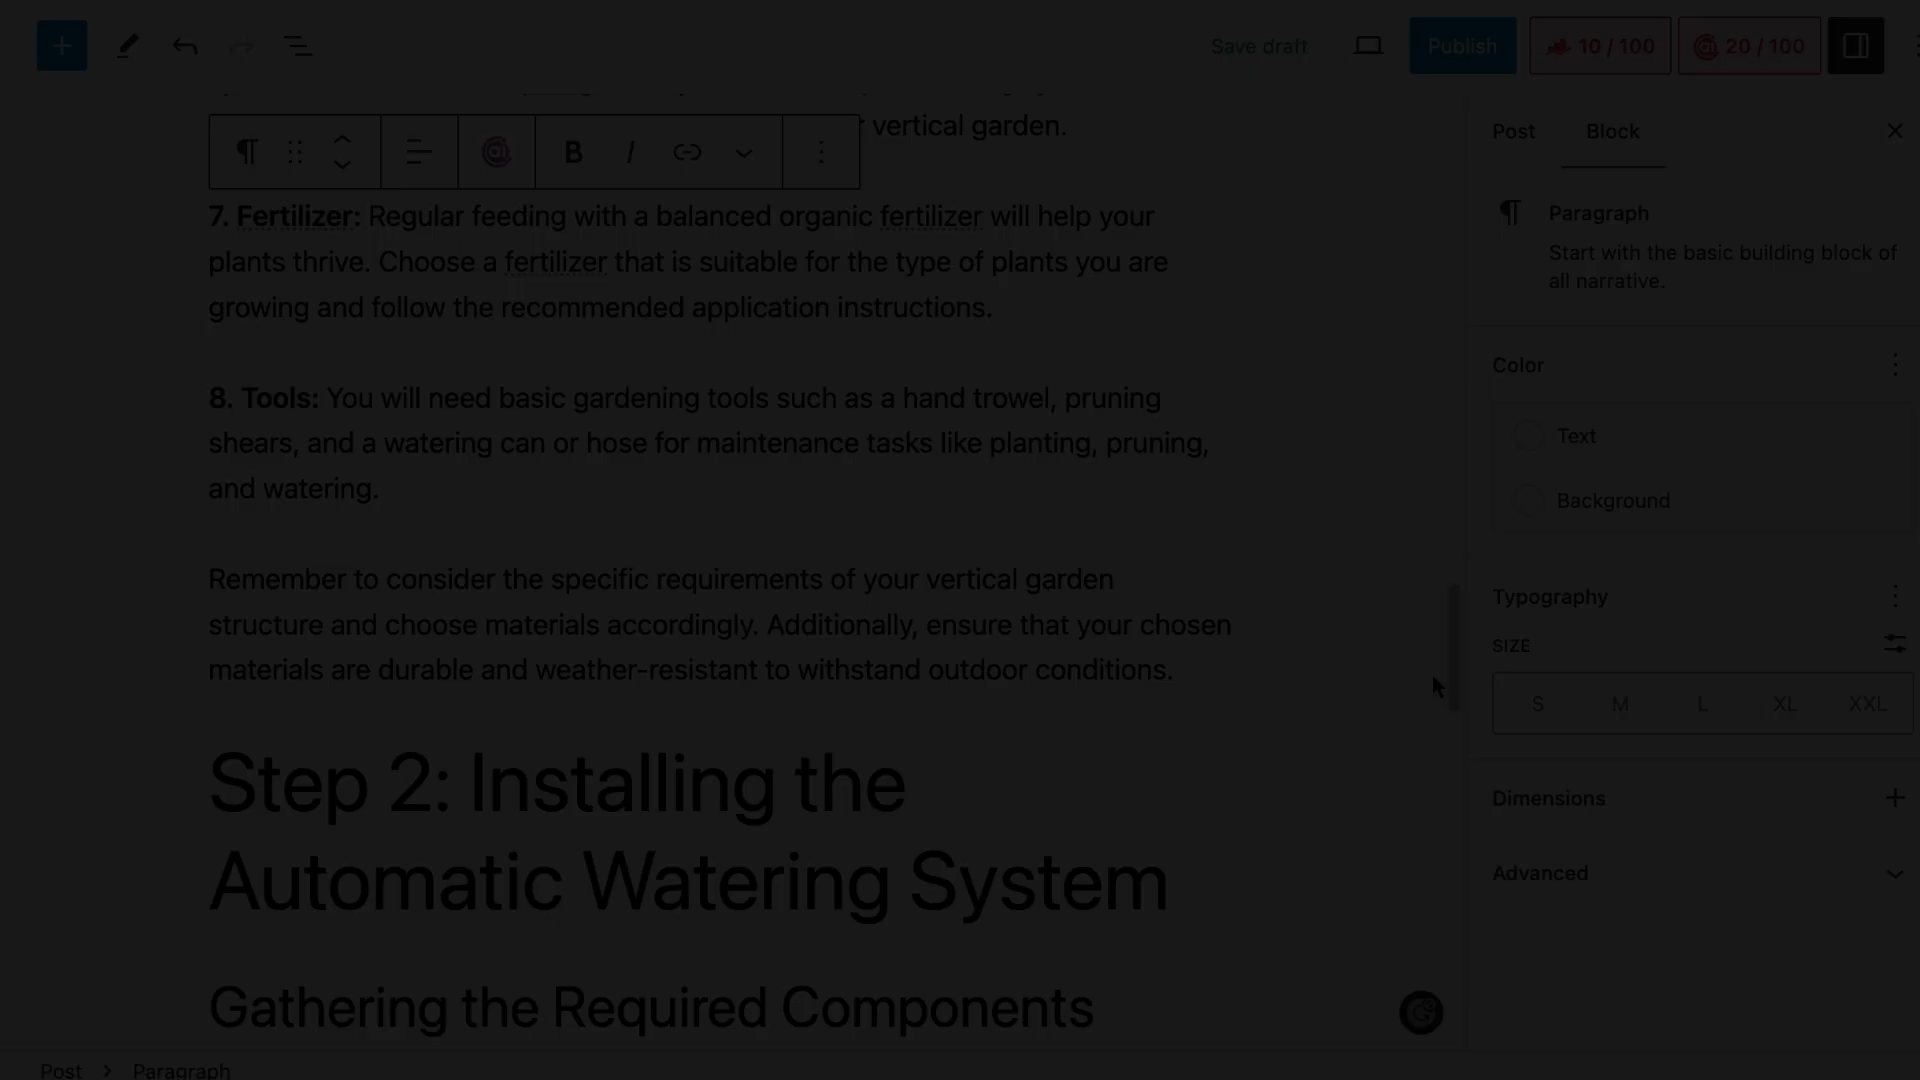 Save draft
Publish
10 / 100
20 / 100
vertical garden.
B I
7. Fertilizer: Regular feeding with a balanced organic fertilizer will help your
plants thrive. Choose a fertilizer that is suitable for the type of plants you are
growing and follow the recommended application instructions.
8. Tools: You will need basic gardening tools such as a hand trowel, pruning
shears, and a watering can or hose for maintenance tasks like planting, pruning,
and watering.
Remember to consider the specific requirements of your vertical garden
structure and choose materials accordingly. Additionally, ensure that your chosen
materials are durable and weather-resistant to withstand outdoor conditions.
Step 2: Installing the
Automatic Watering System
Gathering the Required Components
Post > Paragraph
Post Block
Paragraph
Start with the basic building block of
all narrative.
Color
Text
Background
Typography
SIZE
S M L XL XXL
Dimensions
Advanced